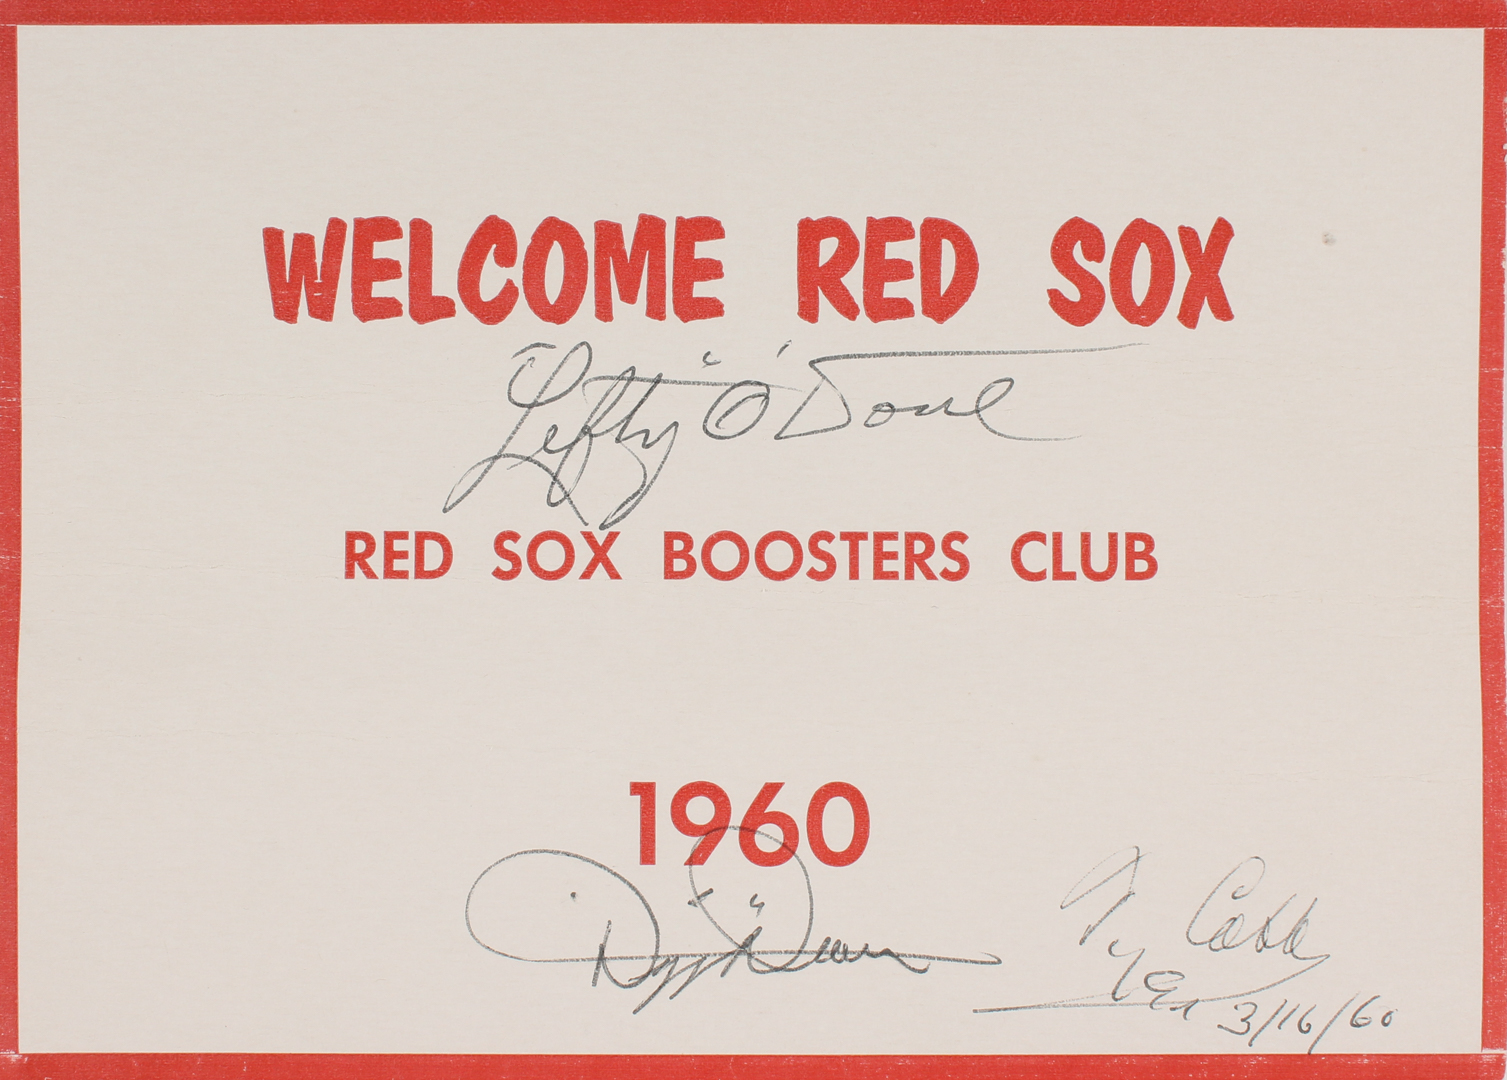 WELCOME RED SOX
"Lefty" O'Doul
RED SOX BOOSTERS CLUB
1960
"Dizzy" Dean
Ty Cobb
3/16/60